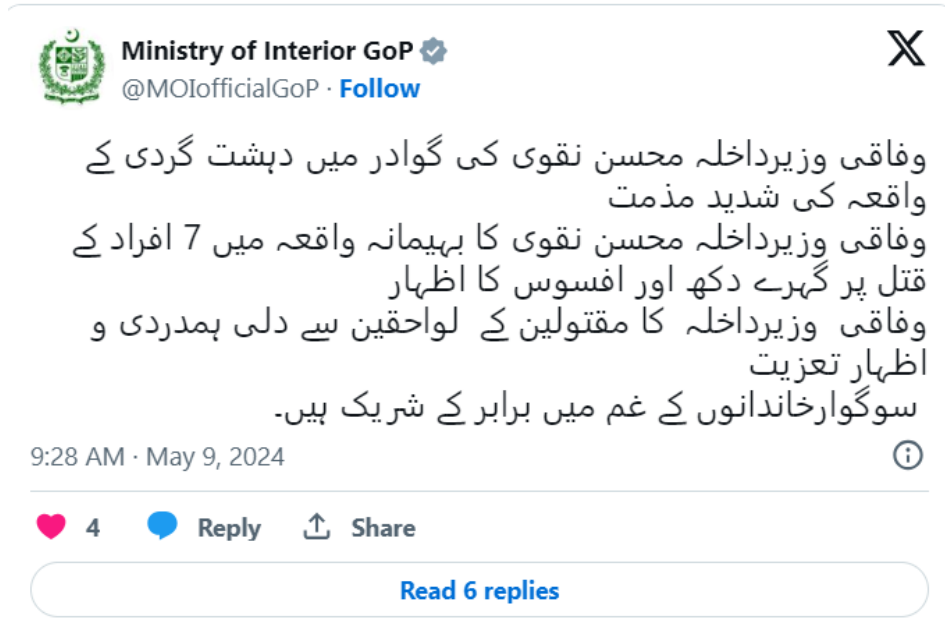 Ministry of Interior GoP
@MOIofficialGoP · Follow
وفاقی وزیرداخلہ محسن نقوی کی گوادر میں دہشت گردی کے
واقعہ کی شدید مذمت
وفاقی وزیرداخلہ محسن نقوی کا بہیمانہ واقعہ میں 7 افراد کے
قتل پر گہرے دکھ اور افسوس کا اظہار
وفاقی وزیرداخلہ کا مقتولین کے لواحقین سے دلی ہمدردی و
اظہار تعزیت
سوگوارخاندانوں کے غم میں برابر کے شریک ہیں۔
9:28 AM · May 9, 2024
4 Reply Share
Read 6 replies